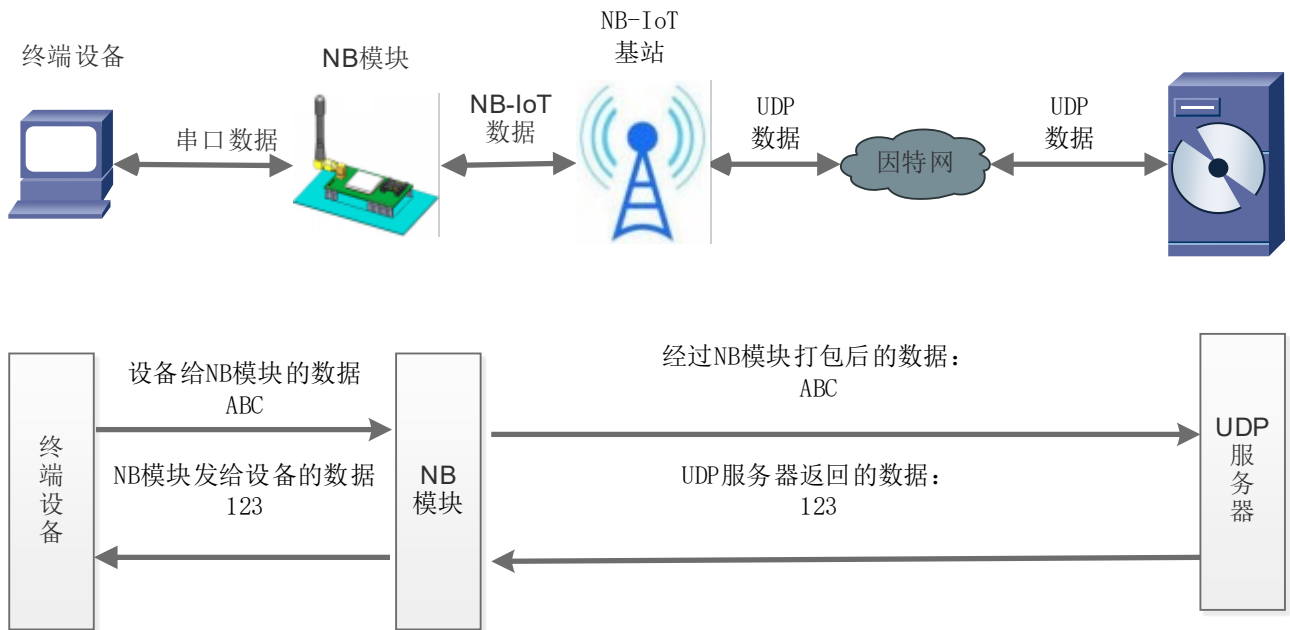 NB-IoT
基站
终端设备
NB模块
NB-IoT
数据
UDP
数据
UDP
数据
串口数据
因特网
设备给NB模块的数据
ABC
经过NB模块打包后的数据：
ABC
终端设备
NB模块发给设备的数据
123
NB
模块
UDP服务器返回的数据：
123
UDP
服务器